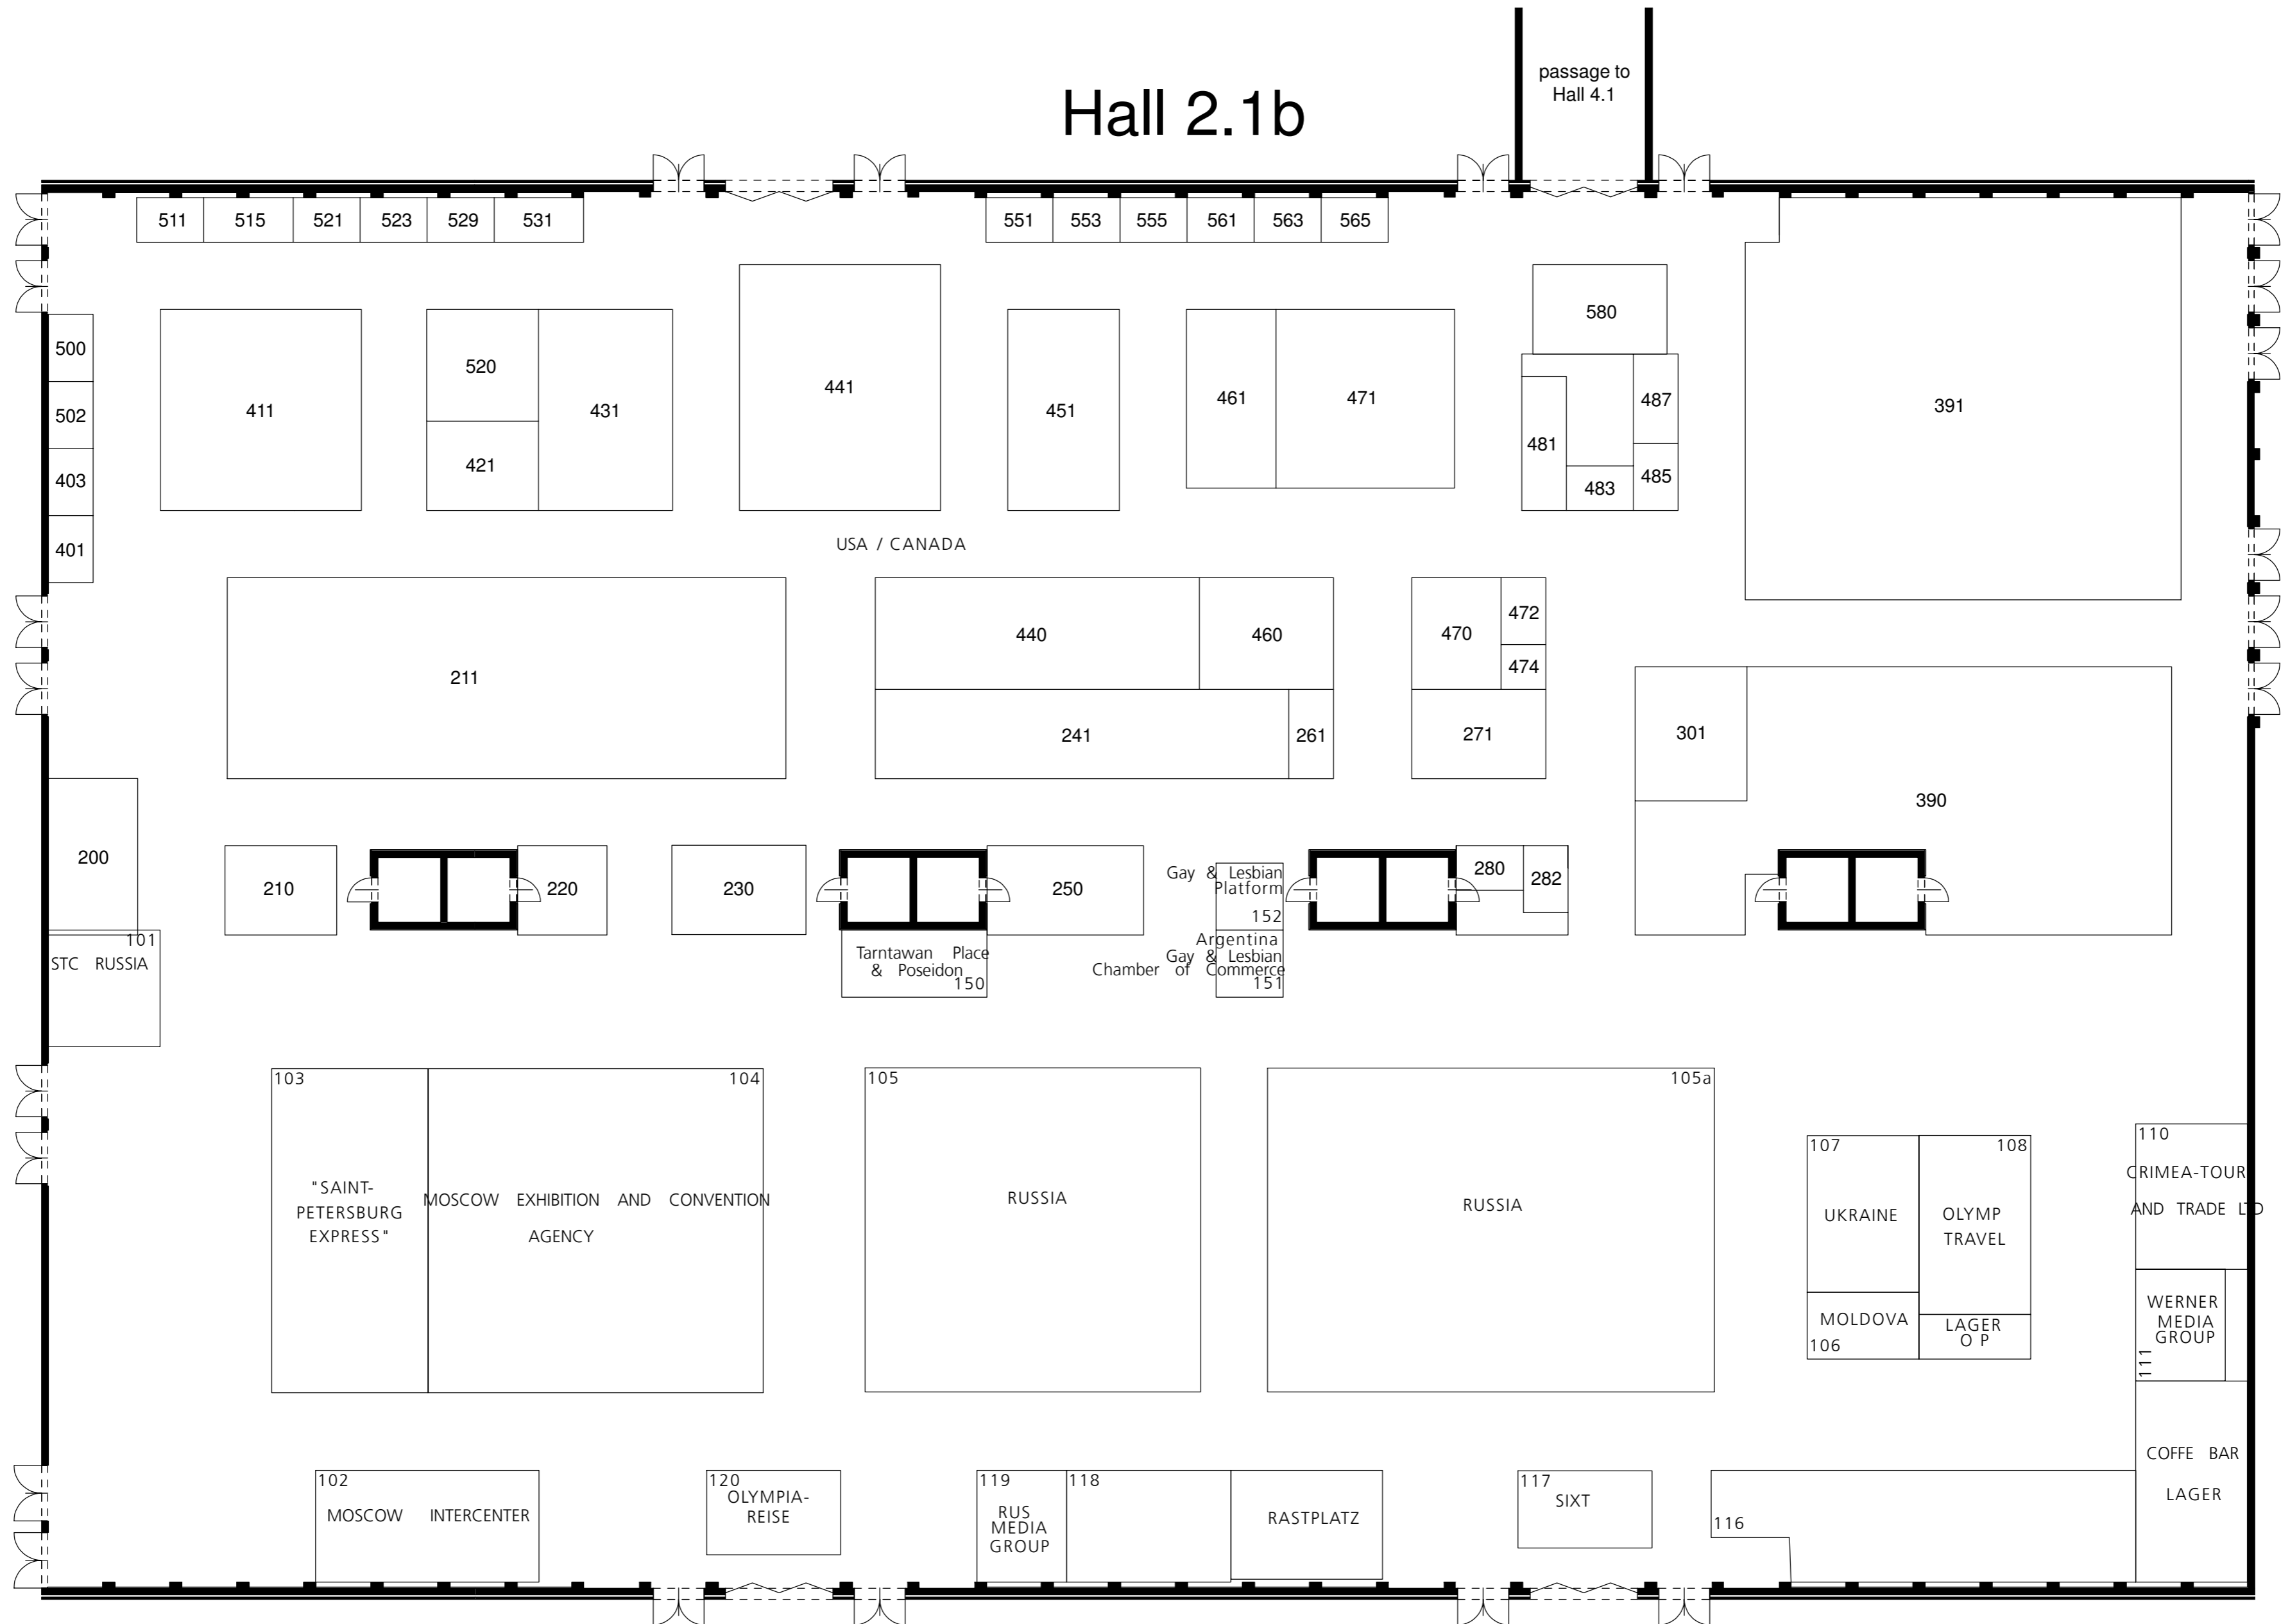 passage to
Hall 4.1
Hall 2.1b
511 515 521 523 529 531 551 553 555 561 563 565
500
502
403
401
411
520
421
431
441
451
461
471
580
481
487
483
485
391
USA / CANADA
211
440
460
241
261
470
472
474
271
301
390
200
210
220
230
250
Gay & Lesbian
Platform
152
280
282
101
STC RUSSIA
Tarntawan Place
& Poseidon
150
Argentina
Gay & Lesbian
Chamber of Commerce
151
103
"SAINT-
PETERSBURG
EXPRESS"
104
MOSCOW EXHIBITION AND CONVENTION
AGENCY
105
RUSSIA
105a
RUSSIA
107
UKRAINE
108
OLYMP
TRAVEL
MOLDOVA
106
LAGER
O P
110
CRIMEA-TOUR
AND TRADE LTD
WERNER
MEDIA
GROUP
111
102
MOSCOW INTERCENTER
120
OLYMPIA-
REISE
119
RUS
MEDIA
GROUP
118
RASTPLATZ
117
SIXT
116
COFFE BAR
LAGER